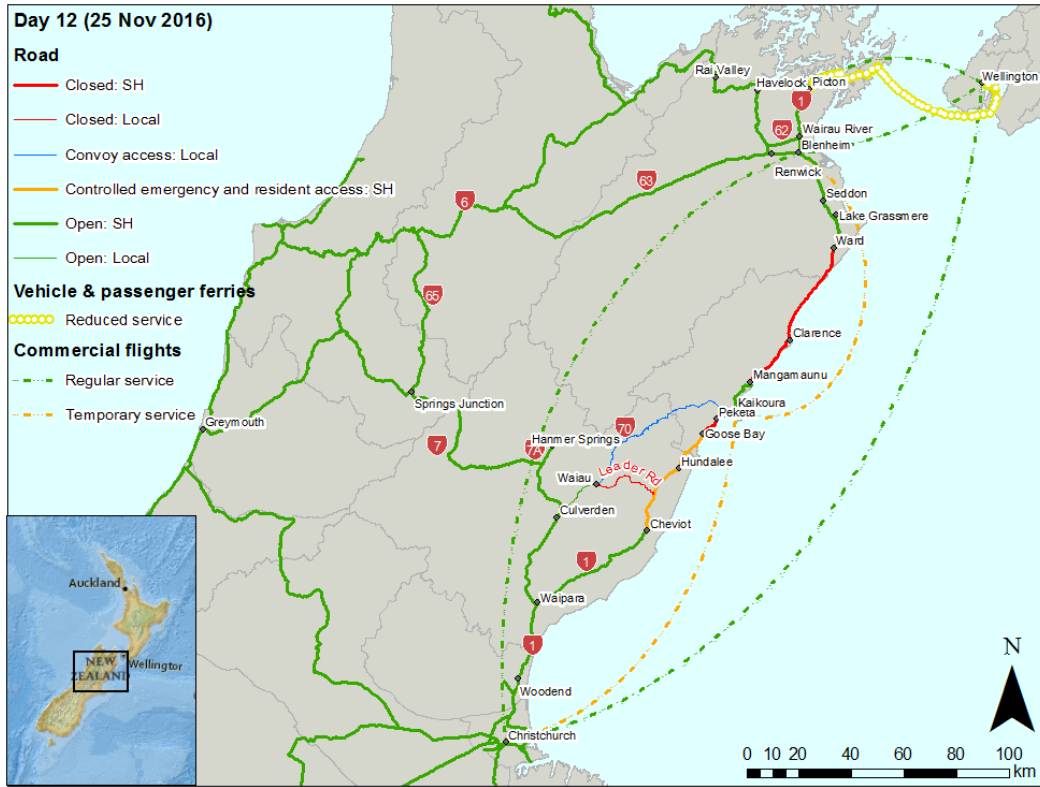 Day 12 (25 Nov 2016)
Road
Closed: SH
Closed: Local
Convoy access: Local
Controlled emergency and resident access: SH
Open: SH
Open: Local
Vehicle & passenger ferries
Reduced service
Commercial flights
Regular service
Temporary service
Rai Valley
Havelock
Picton
Wellington
1
62
Wairau River
Blenheim
Renwick
63
6
Seddon
Lake Grassmere
Ward
65
Clarence
Mangamaunu
Kaikoura
Springs Junction
Peketa
Greymouth
70
Goose Bay
7
7A
Hanmer Springs
Hundalee
Waiau
Leader Rd
Culverden
Cheviot
1
Waipara
1
Woodend
Christchurch
Auckland
NEW
ZEALAND
Wellingtor
N
0 10 20 40 60 80 100
km